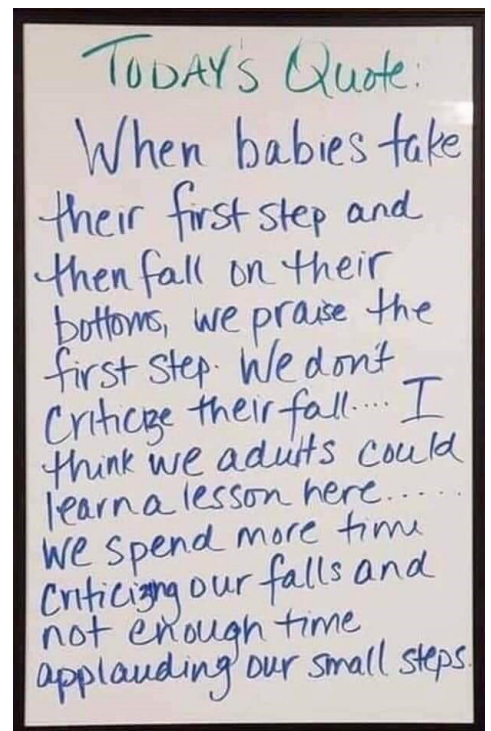 TODAY'S Quote:
When babies take
their first step and
then fall on their
bottoms, we praise the
first step. We don't
criticize their fall.... I
think we adults could
learn a lesson here.....
we spend more time
criticizing our falls and
not enough time
applauding our small steps.